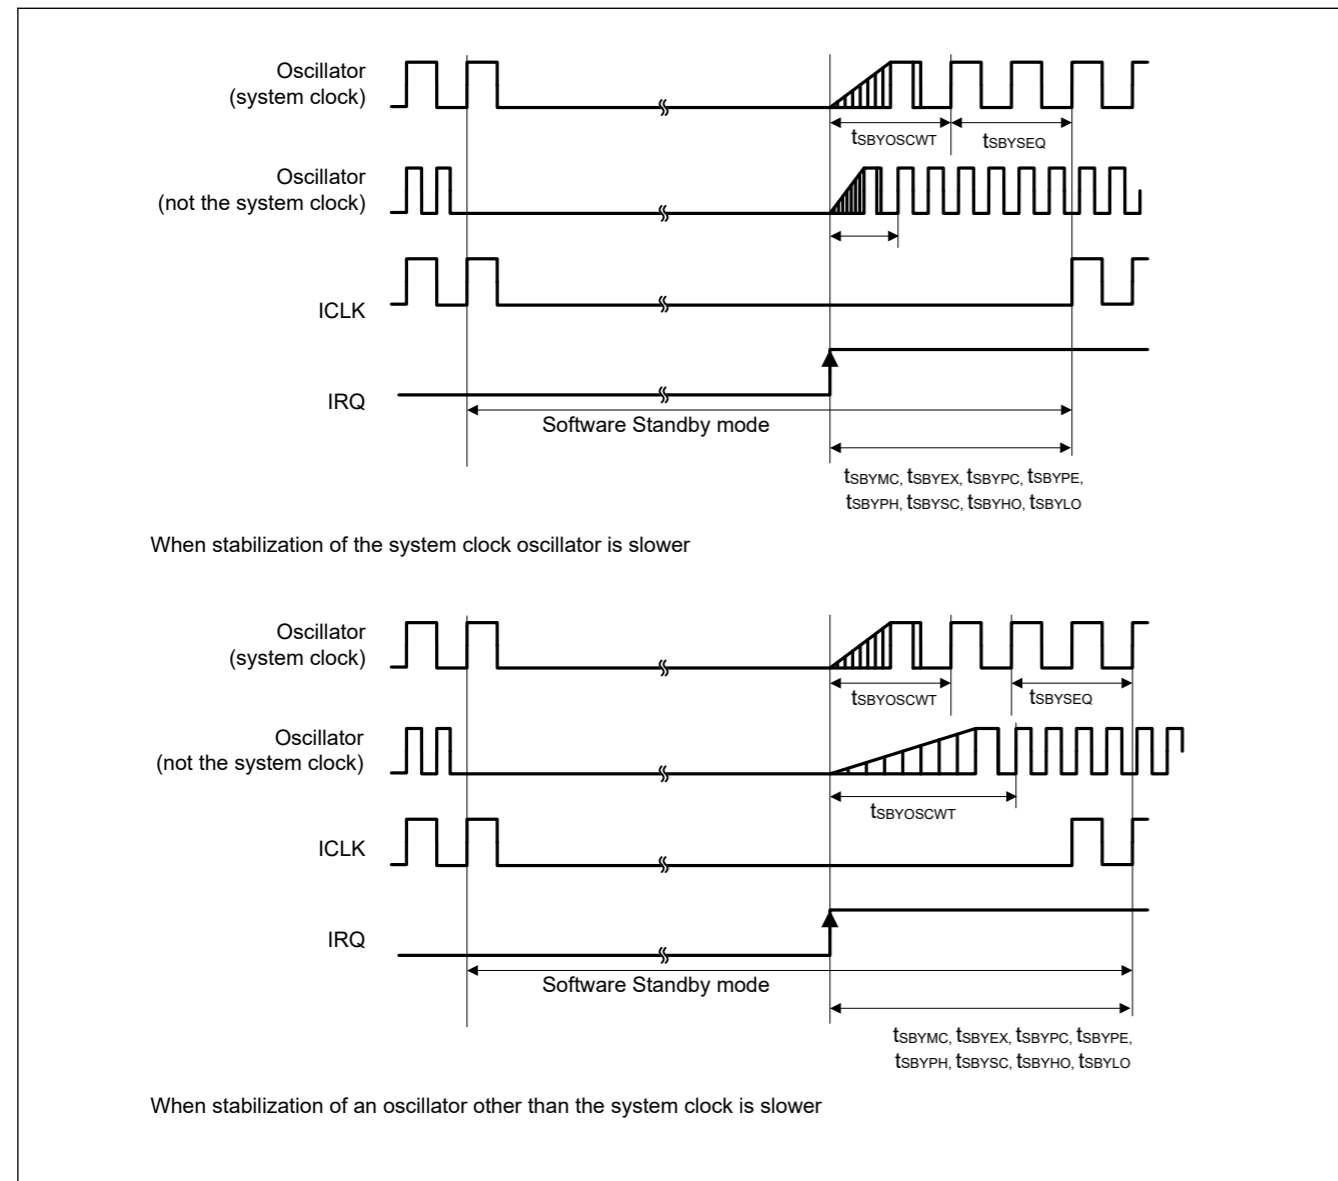 Oscillator
(system clock)
tSBYOSCWT
tSBYSEQ
Oscillator
(not the system clock)
ICLK
IRQ
Software Standby mode
tSBYMC, tSBYEX, tSBYPC, tSBYPE,
tSBYPH, tSBYSC, tSBYHO, tSBYLO
When stabilization of the system clock oscillator is slower
Oscillator
(system clock)
tSBYOSCWT
tSBYSEQ
Oscillator
(not the system clock)
tSBYOSCWT
ICLK
IRQ
Software Standby mode
tSBYMC, tSBYEX, tSBYPC, tSBYPE,
tSBYPH, tSBYSC, tSBYHO, tSBYLO
When stabilization of an oscillator other than the system clock is slower